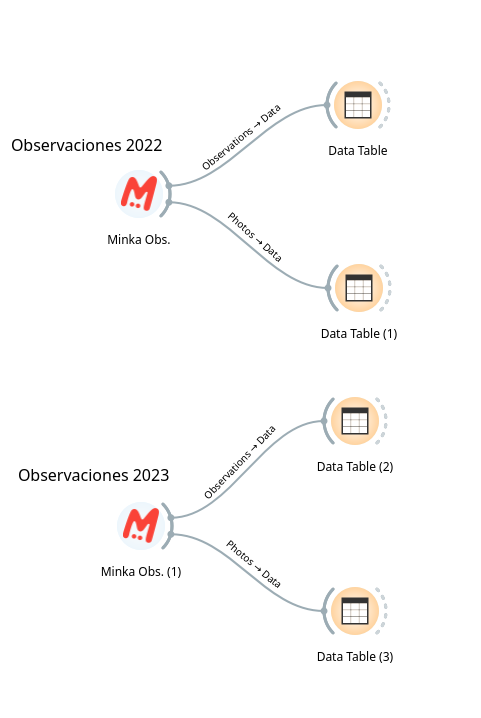 Observations → Data
Data Table
Observaciones 2022
Minka Obs.
Photos → Data
Data Table (1)
Observations → Data
Data Table (2)
Observaciones 2023
Minka Obs. (1)
Photos → Data
Data Table (3)